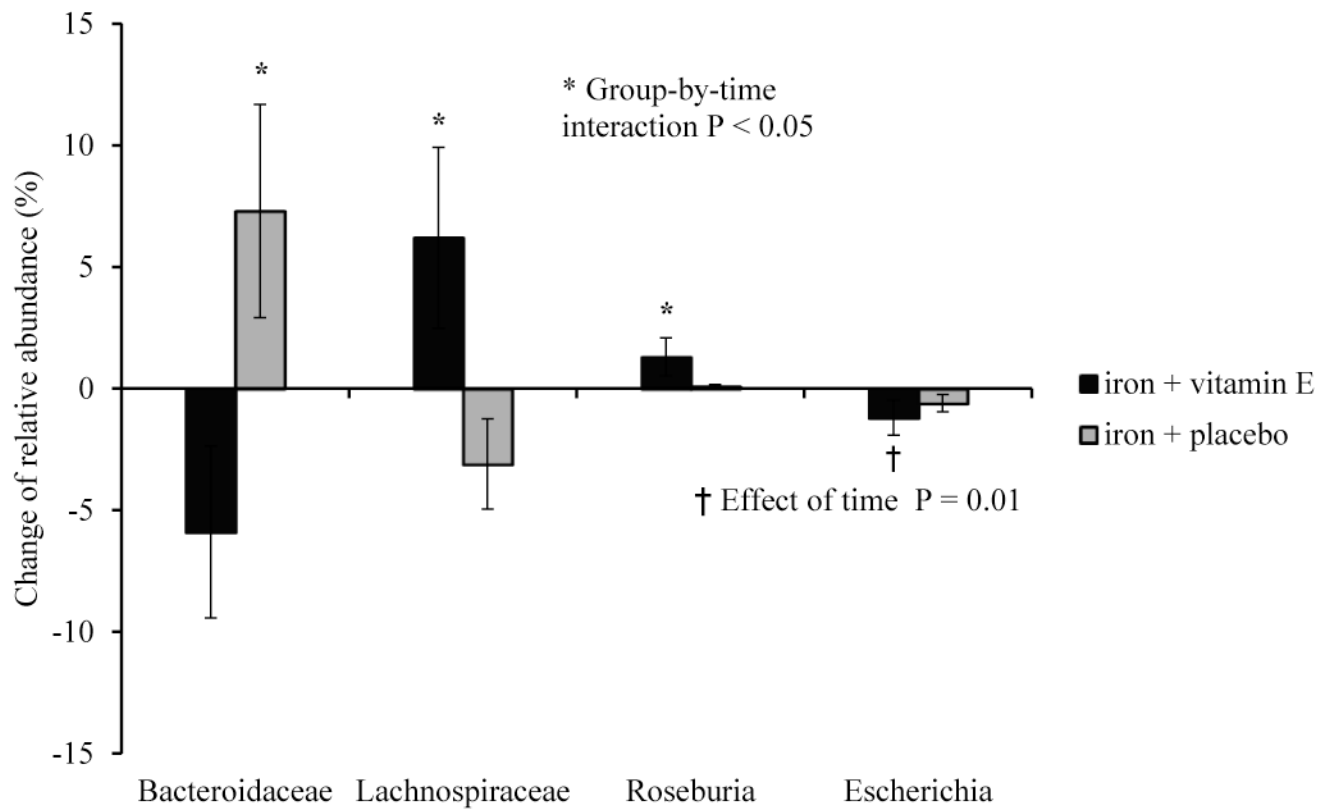 15
10
5
0
-5
-10
-15
Change of relative abundance (%)
*
*
*
* Group-by-time
interaction P < 0.05
†
† Effect of time P = 0.01
iron + vitamin E
iron + placebo
Bacteroidaceae Lachnospiraceae Roseburia Escherichia